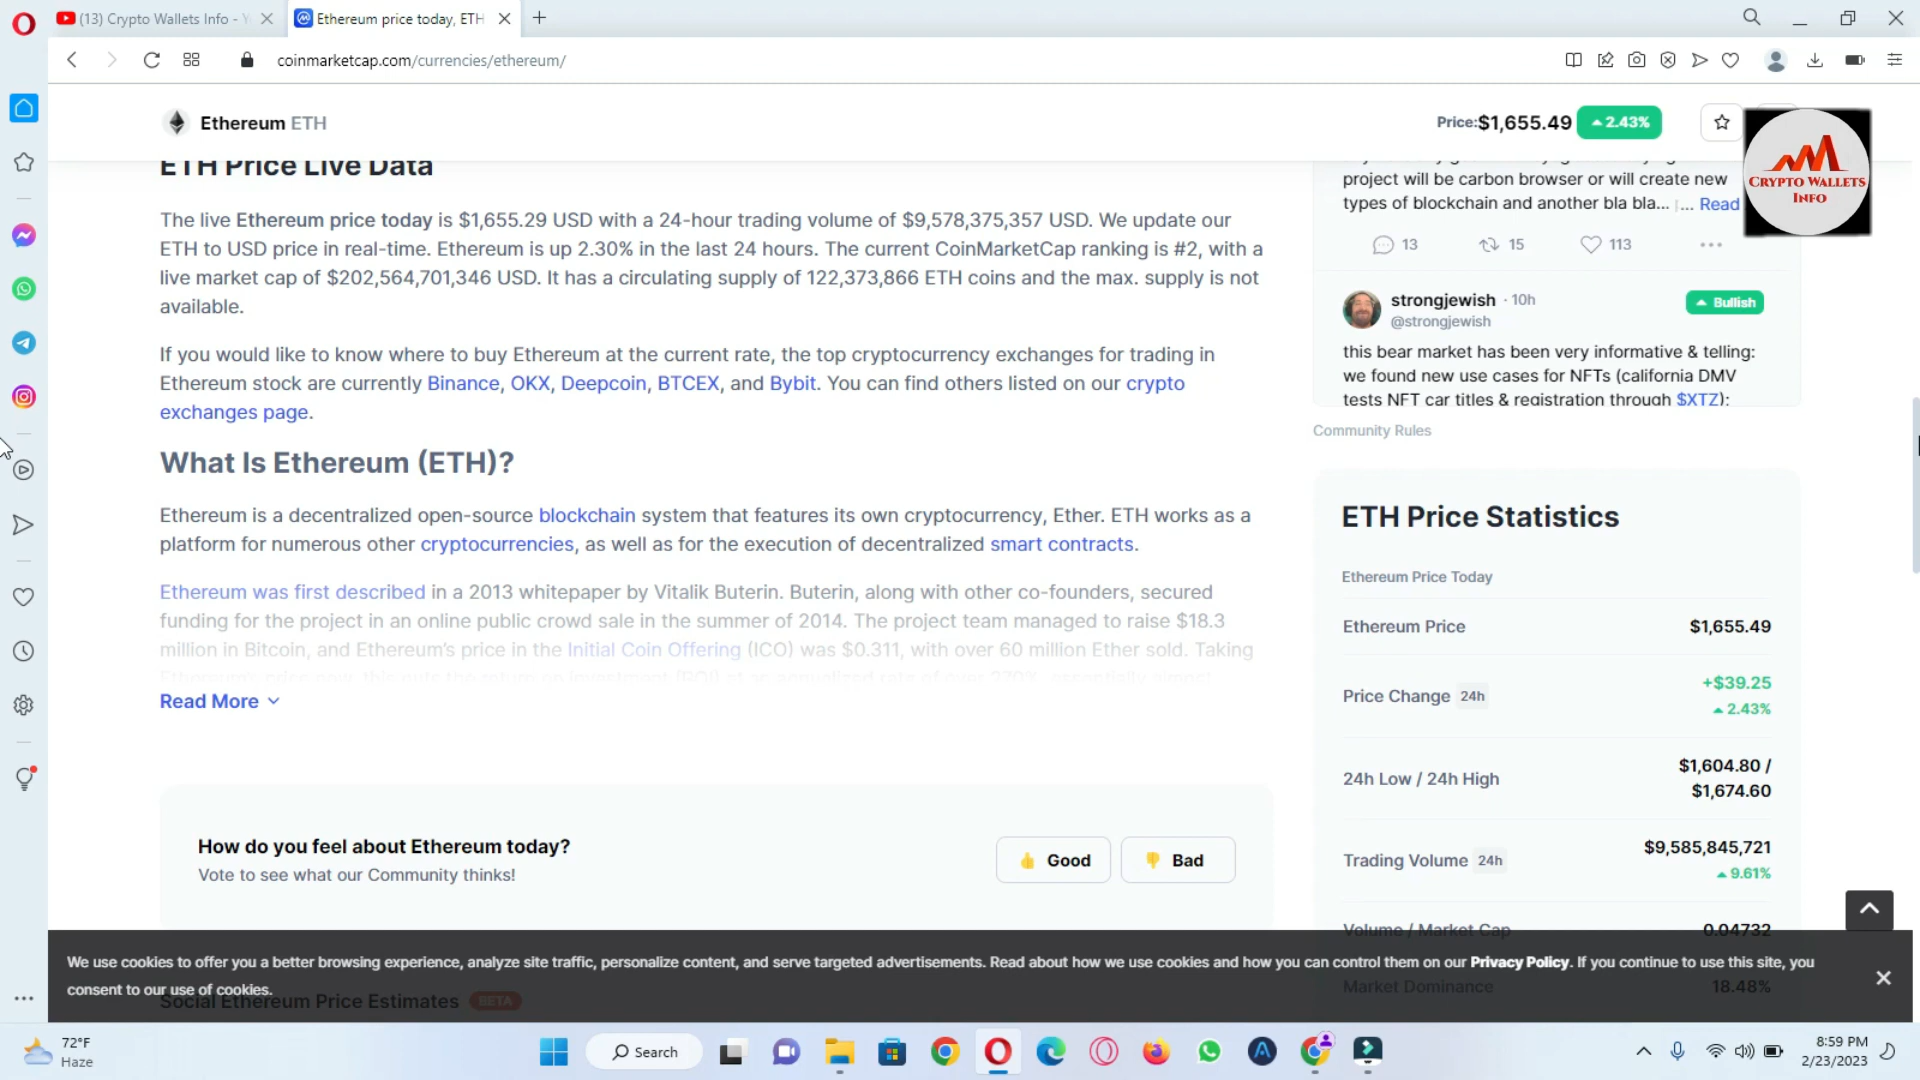 (13) Crypto Wallets Info - Y
Ethereum price today, ETH
coinmarketcap.com/currencies/ethereum/
Ethereum ETH
Price:$1,655.49 2.43%
CRYPTO WALLETS
INFO
ETH Price Live Data
The live Ethereum price today is $1,655.29 USD with a 24-hour trading volume of $9,578,375,357 USD. We update our
ETH to USD price in real-time. Ethereum is up 2.30% in the last 24 hours. The current CoinMarketCap ranking is #2, with a
live market cap of $202,564,701,346 USD. It has a circulating supply of 122,373,866 ETH coins and the max. supply is not
available.
If you would like to know where to buy Ethereum at the current rate, the top cryptocurrency exchanges for trading in
Ethereum stock are currently Binance, OKX, Deepcoin, BTCEX, and Bybit. You can find others listed on our crypto
exchanges page.
What Is Ethereum (ETH)?
Ethereum is a decentralized open-source blockchain system that features its own cryptocurrency, Ether. ETH works as a
platform for numerous other cryptocurrencies, as well as for the execution of decentralized smart contracts.
Ethereum was first described in a 2013 whitepaper by Vitalik Buterin. Buterin, along with other co-founders, secured
funding for the project in an online public crowd sale in the summer of 2014. The project team managed to raise $18.3
million in Bitcoin, and Ethereum's price in the Initial Coin Offering (ICO) was $0.311, with over 60 million Ether sold. Taking
Read More
How do you feel about Ethereum today?
Vote to see what our Community thinks!
Good
Bad
project will be carbon browser or will create new
types of blockchain and another bla bla... ... Read
13 15 113
strongjewish · 10h
@strongjewish
Bullish
this bear market has been very informative & telling:
we found new use cases for NFTs (california DMV
tests NFT car titles & registration through $XTZ):
Community Rules
ETH Price Statistics
Ethereum Price Today
Ethereum Price $1,655.49
Price Change 24h +$39.25
2.43%
24h Low / 24h High $1,604.80 /
$1,674.60
Trading Volume 24h $9,585,845,721
9.61%
Volume / Market Cap 0.04732
Market Dominance 18.48%
We use cookies to offer you a better browsing experience, analyze site traffic, personalize content, and serve targeted advertisements. Read about how we use cookies and how you can control them on our Privacy Policy. If you continue to use this site, you
consent to our use of cookies.
Social Ethereum Price Estimates BETA
72°F
Haze
Search
8:59 PM
2/23/2023